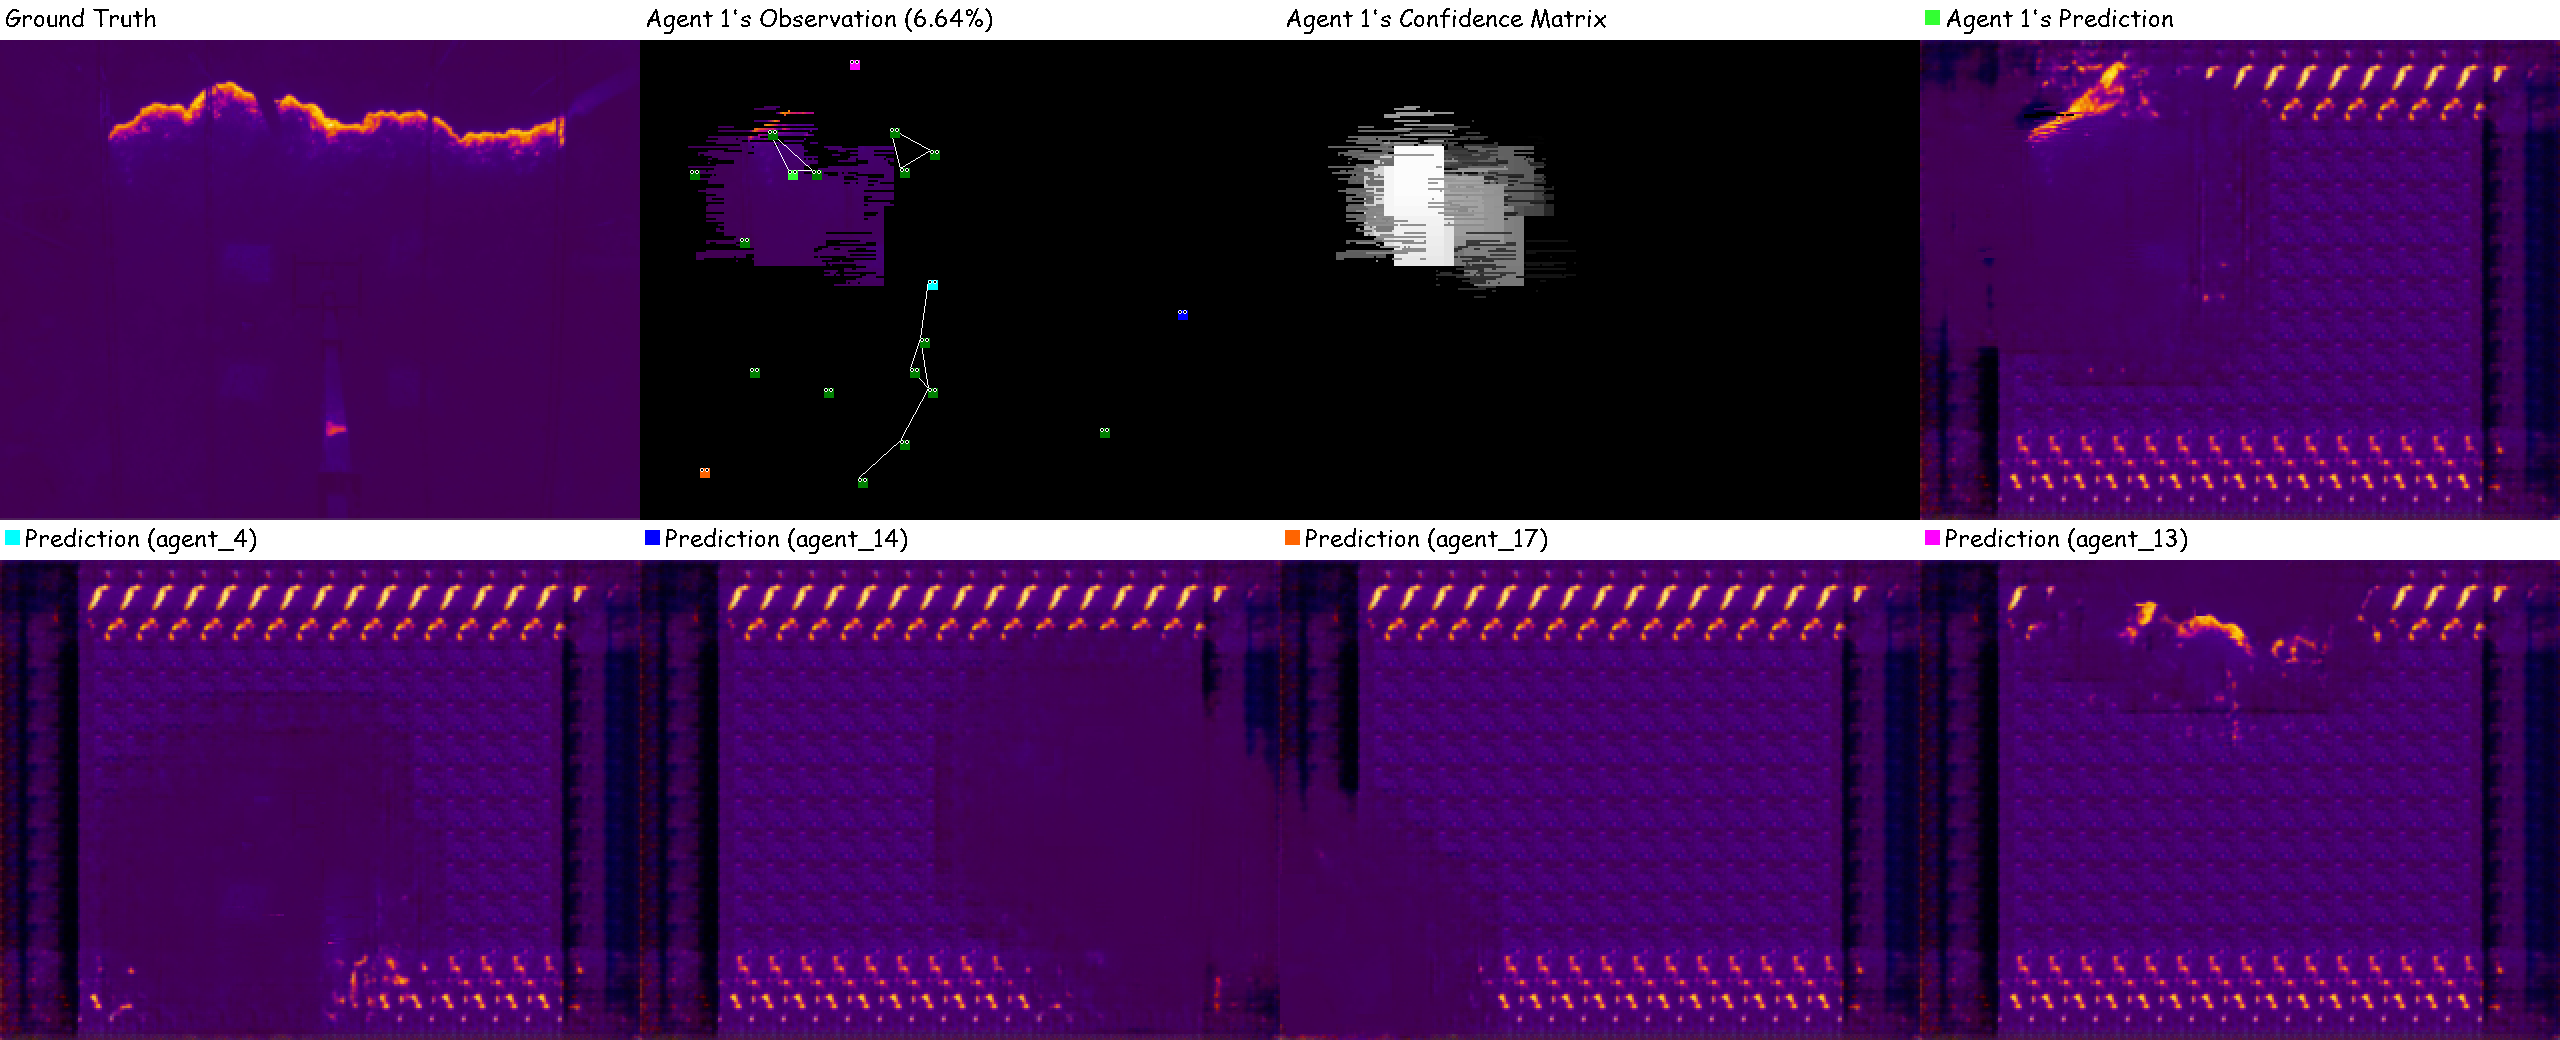 Ground Truth
Agent 1's Observation (6.64%)
Agent 1's Confidence Matrix
Agent 1's Prediction
Prediction (agent_4)
Prediction (agent_14)
Prediction (agent_17)
Prediction (agent_13)